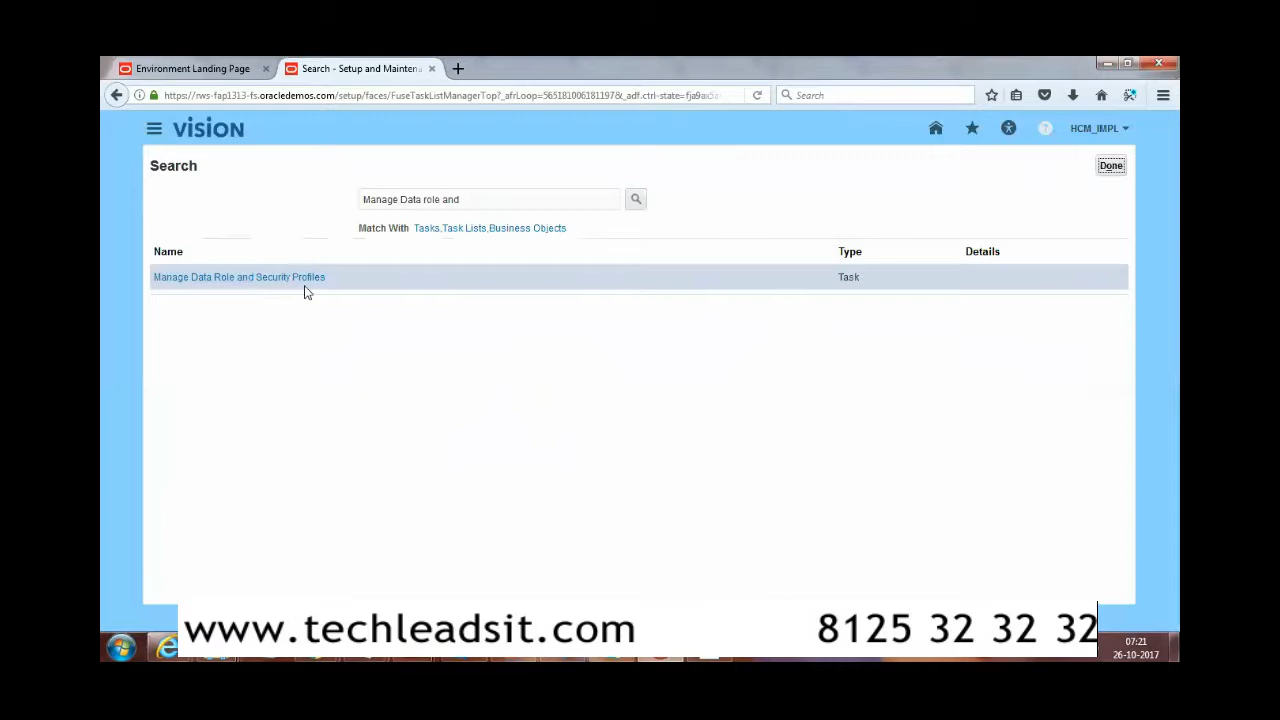 Environment Landing Page
Search - Setup and Mainten
https://rws-fap1313-fs.oracledemos.com/setup/faces/FuseTaskListManagerTop?_afrLoop=565181006181197&_adf.ctrl-state=fja9ai5a
Search
VISION
HCM_IMPL
Search
Done
Manage Data role and
Match With Tasks,Task Lists,Business Objects
Name Type Details
Manage Data Role and Security Profiles Task
www.techleadsit.com 8125 32 32 32
07:21
26-10-2017